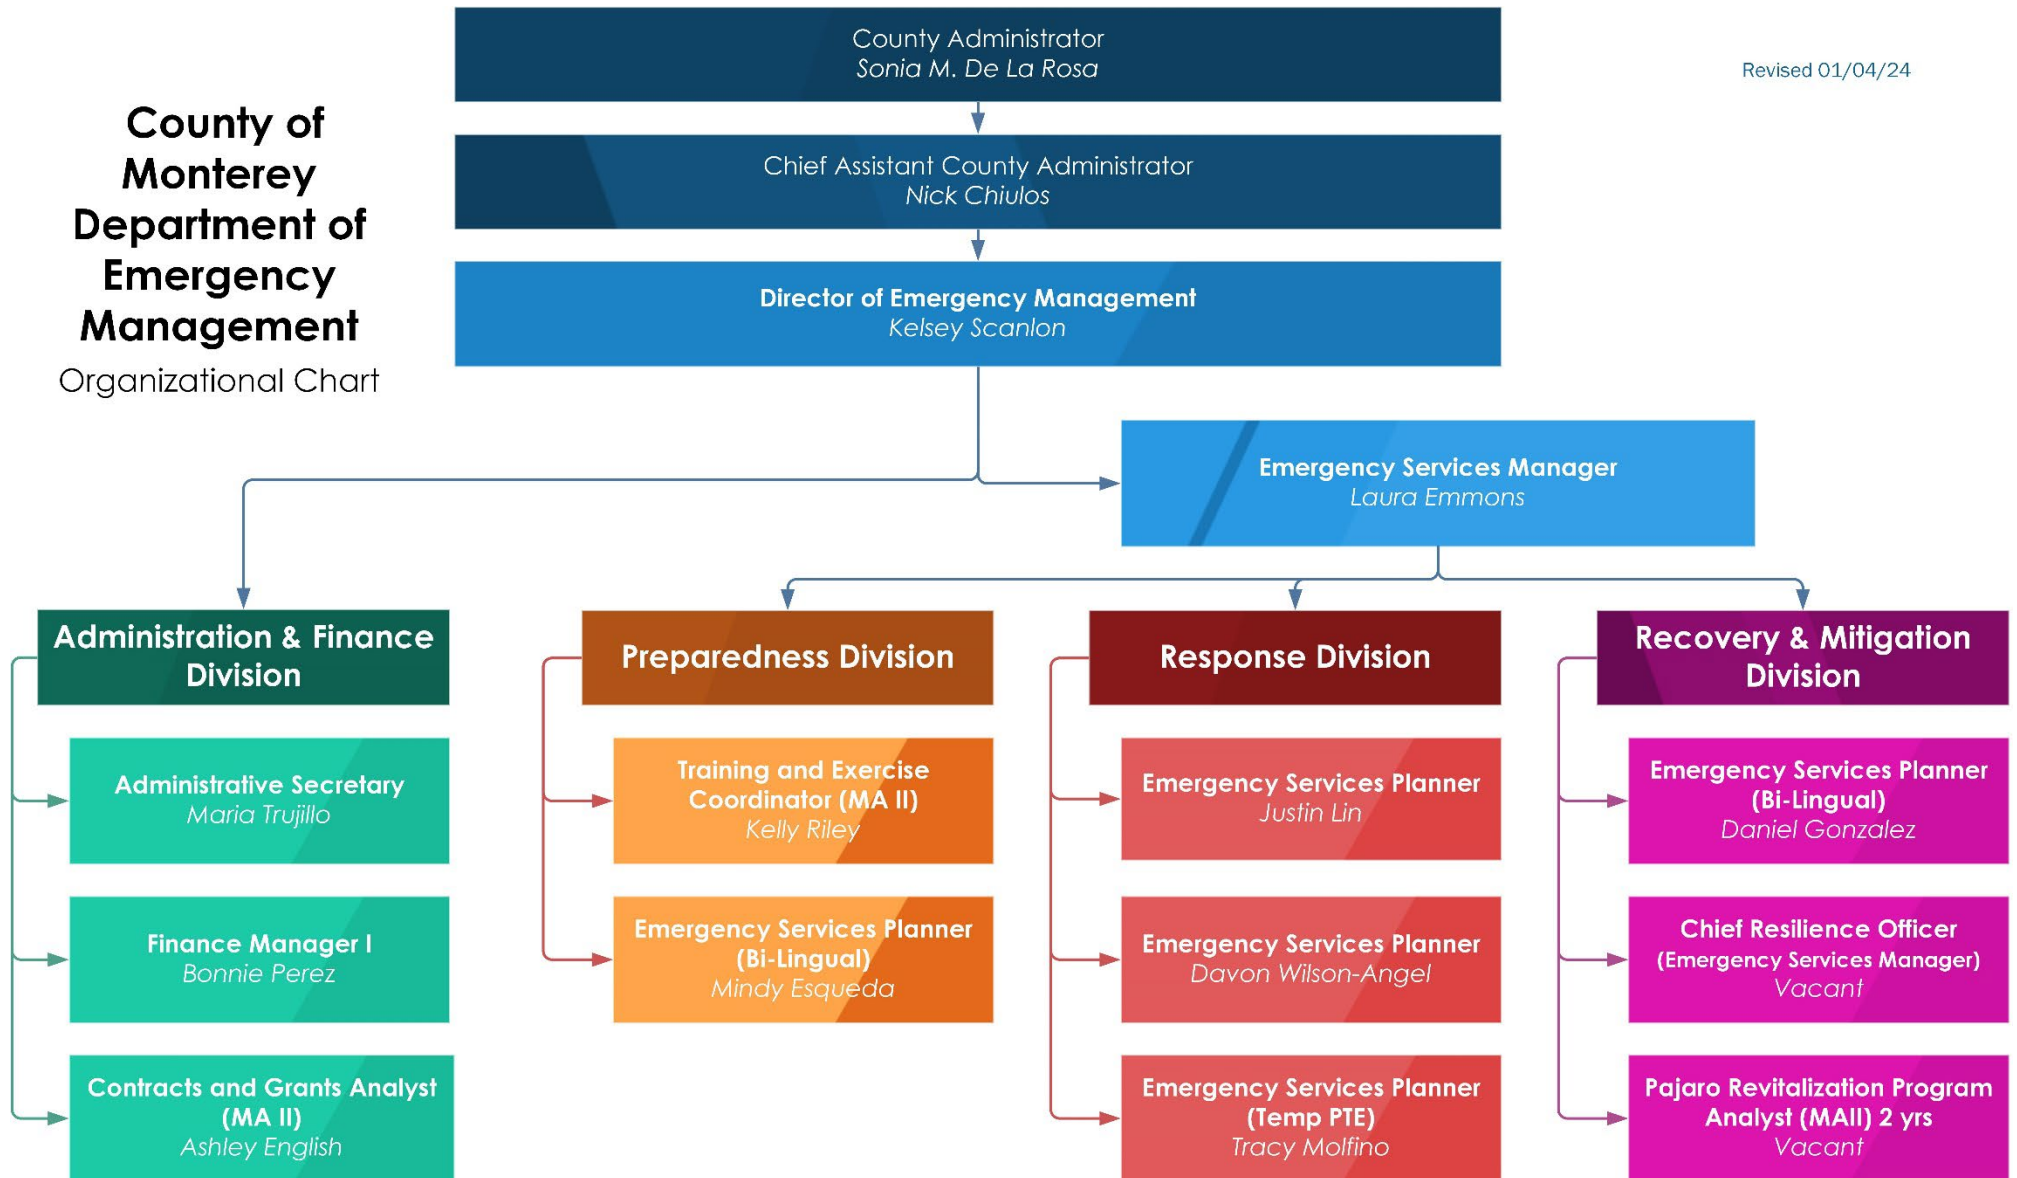 County of
Monterey
Department of
Emergency
Management
Organizational Chart
Revised 01/04/24
County Administrator
Sonia M. De La Rosa
Chief Assistant County Administrator
Nick Chiulos
Director of Emergency Management
Kelsey Scanlon
Emergency Services Manager
Laura Emmons
Administration & Finance
Division
Administrative Secretary
Maria Trujillo
Finance Manager I
Bonnie Perez
Contracts and Grants Analyst
(MA II)
Ashley English
Preparedness Division
Training and Exercise
Coordinator (MA II)
Kelly Riley
Emergency Services Planner
(Bi-Lingual)
Mindy Esqueda
Response Division
Emergency Services Planner
Justin Lin
Emergency Services Planner
Davon Wilson-Angel
Emergency Services Planner
(Temp PTE)
Tracy Molfino
Recovery & Mitigation
Division
Emergency Services Planner
(Bi-Lingual)
Daniel Gonzalez
Chief Resilience Officer
(Emergency Services Manager)
Vacant
Pajaro Revitalization Program
Analyst (MAII) 2 yrs
Vacant